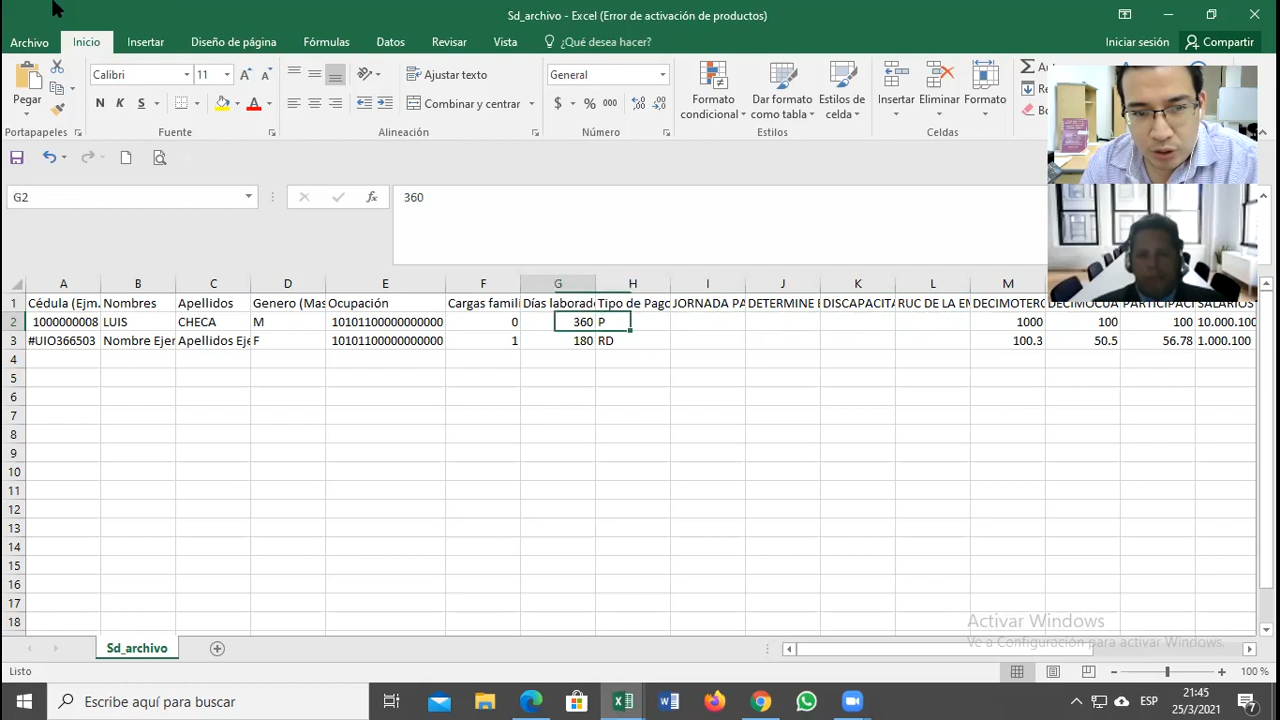 Sd_archivo - Excel (Error de activación de productos)
Archivo Inicio Insertar Diseño de página Fórmulas Datos Revisar Vista ¿Qué desea hacer? Iniciar sesión Compartir
Pegar Calibri 11 Ajustar texto General
N K S Combinar y centrar $ % 000
Formato condicional Dar formato como tabla Estilos de celda Insertar Eliminar Formato
Portapapeles Fuente Alineación Número Estilos Celdas
G2 fx 360
A B C D E F G H I J K L M N O P
1 Cédula (Ejm. Nombres Apellidos Genero (Mas Ocupación Cargas famili Días laborad Tipo de Pago JORNADA PA DETERMINE DISCAPACITA RUC DE LA EM DECIMOTERC DECIMOCUA PARTICIPACI SALARIOS
2 1000000008 LUIS CHECA M 10101100000000000 0 360 P 1000 100 100 10.000.100
3 #UIO366503 Nombre Ejer Apellidos Eje F 10101100000000000 1 180 RD 100.3 50.5 56.78 1.000.100
4
5
6
7
8
9
10
11
12
13
14
15
16
17
18
Activar Windows
Ve a Configuración para activar Windows.
Sd_archivo
Listo 100 %
Escribe aquí para buscar ESP 21:45
25/3/2021 7